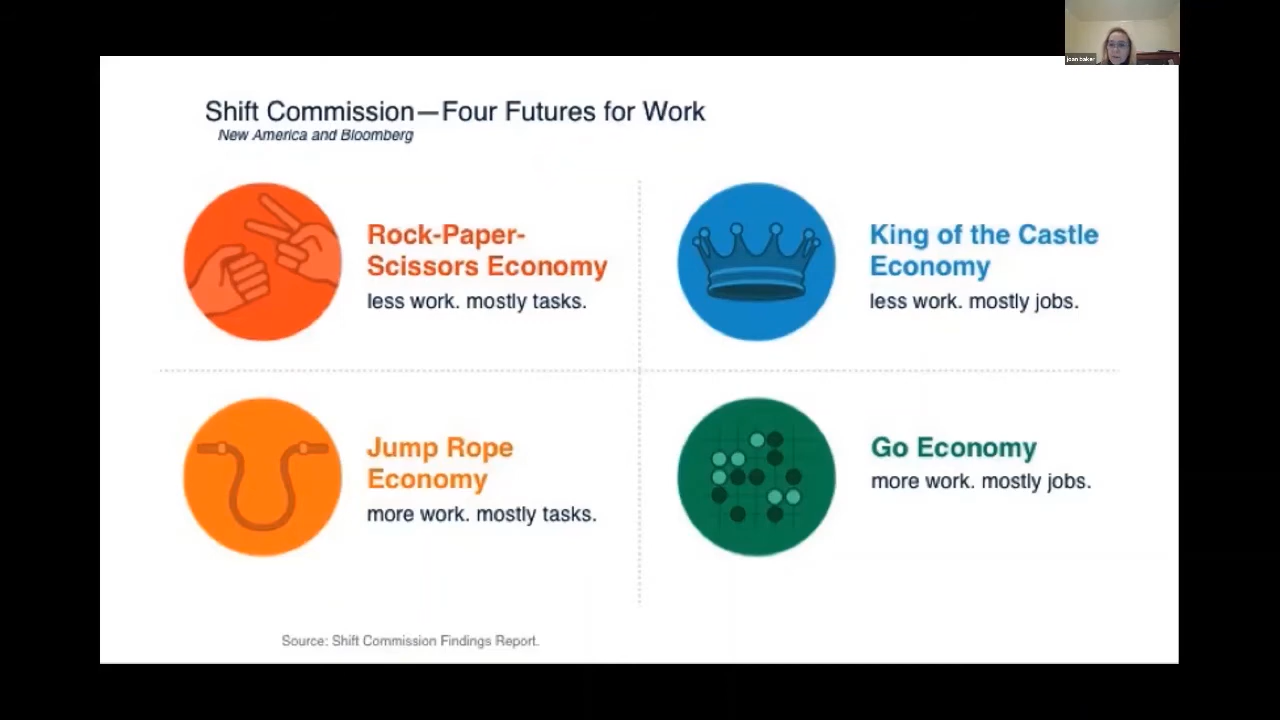 joan baker
Shift Commission—Four Futures for Work
New America and Bloomberg
Rock-Paper-
Scissors Economy
less work. mostly tasks.
King of the Castle
Economy
less work. mostly jobs.
Jump Rope
Economy
more work. mostly tasks.
Go Economy
more work. mostly jobs.
Source: Shift Commission Findings Report.